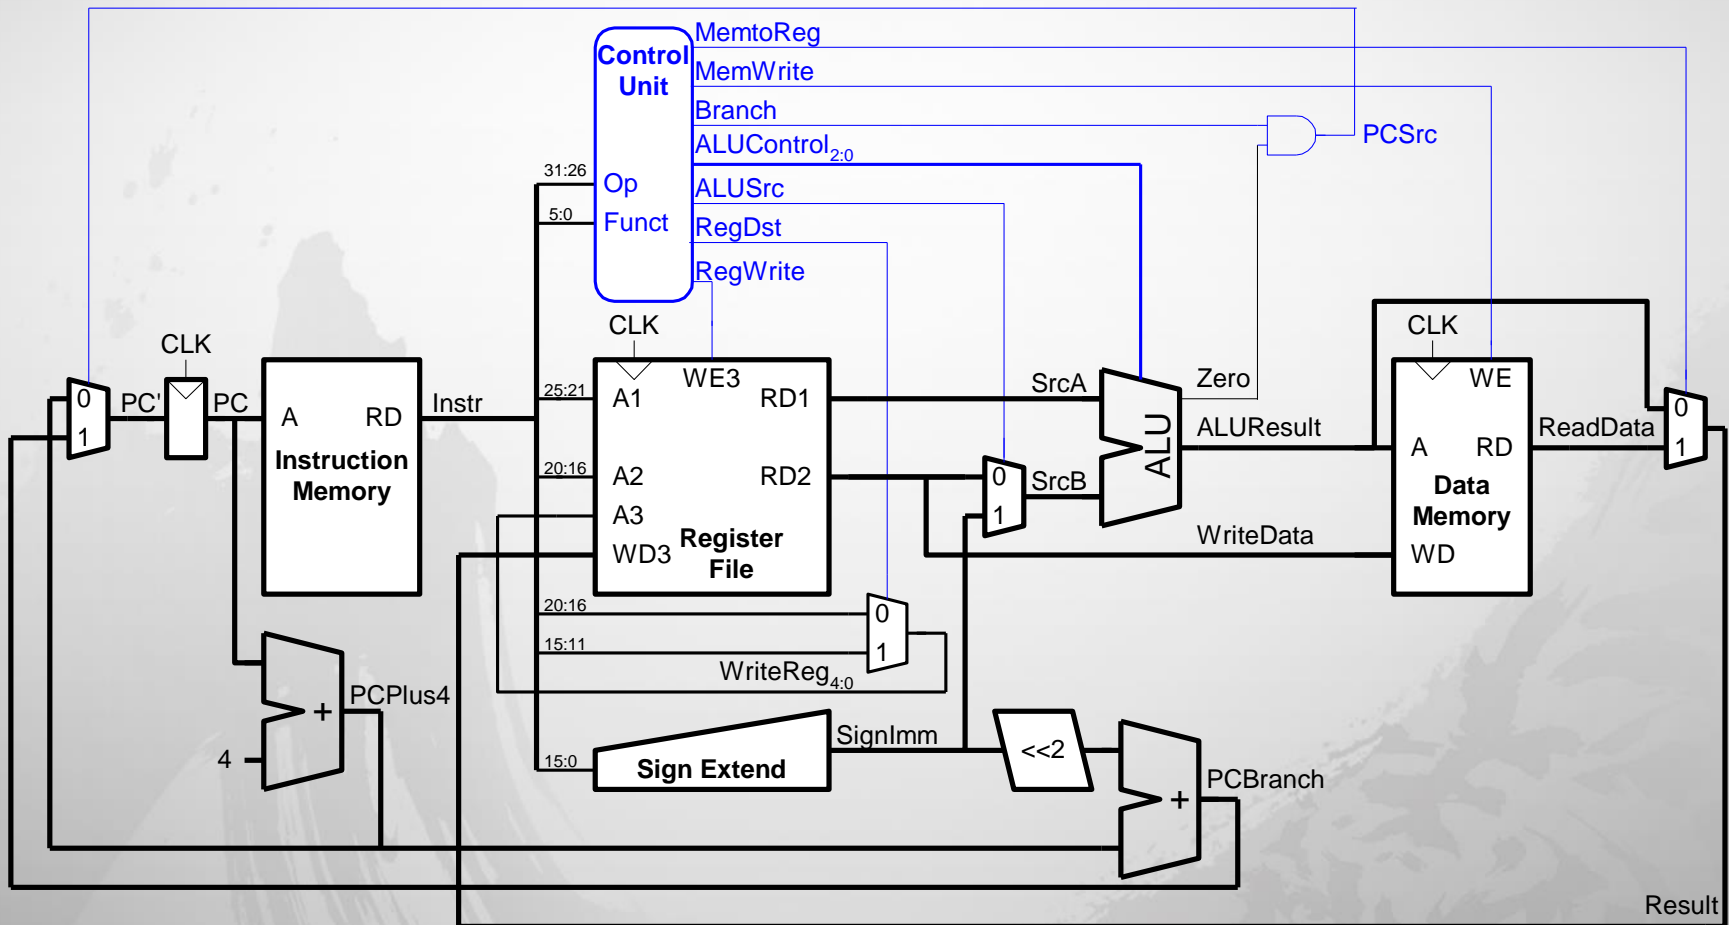 MemtoReg
Control
Unit
MemWrite
Branch
ALUControl2:0
PCSrc
31:26
Op
ALUSrc
5:0
Funct
RegDst
RegWrite
CLK
CLK
CLK
WE3
WE
0
1
PC'
PC
A
RD
Instruction
Memory
Instr
25:21
A1
RD1
20:16
A2
RD2
A3
WD3
Register
File
SrcA
0
1
SrcB
ALU
Zero
ALUResult
WriteData
A
RD
Data
Memory
WD
ReadData
0
1
20:16
0
15:11
1
WriteReg4:0
PCPlus4
+
4
15:0
Sign Extend
SignImm
<<2
+
PCBranch
Result